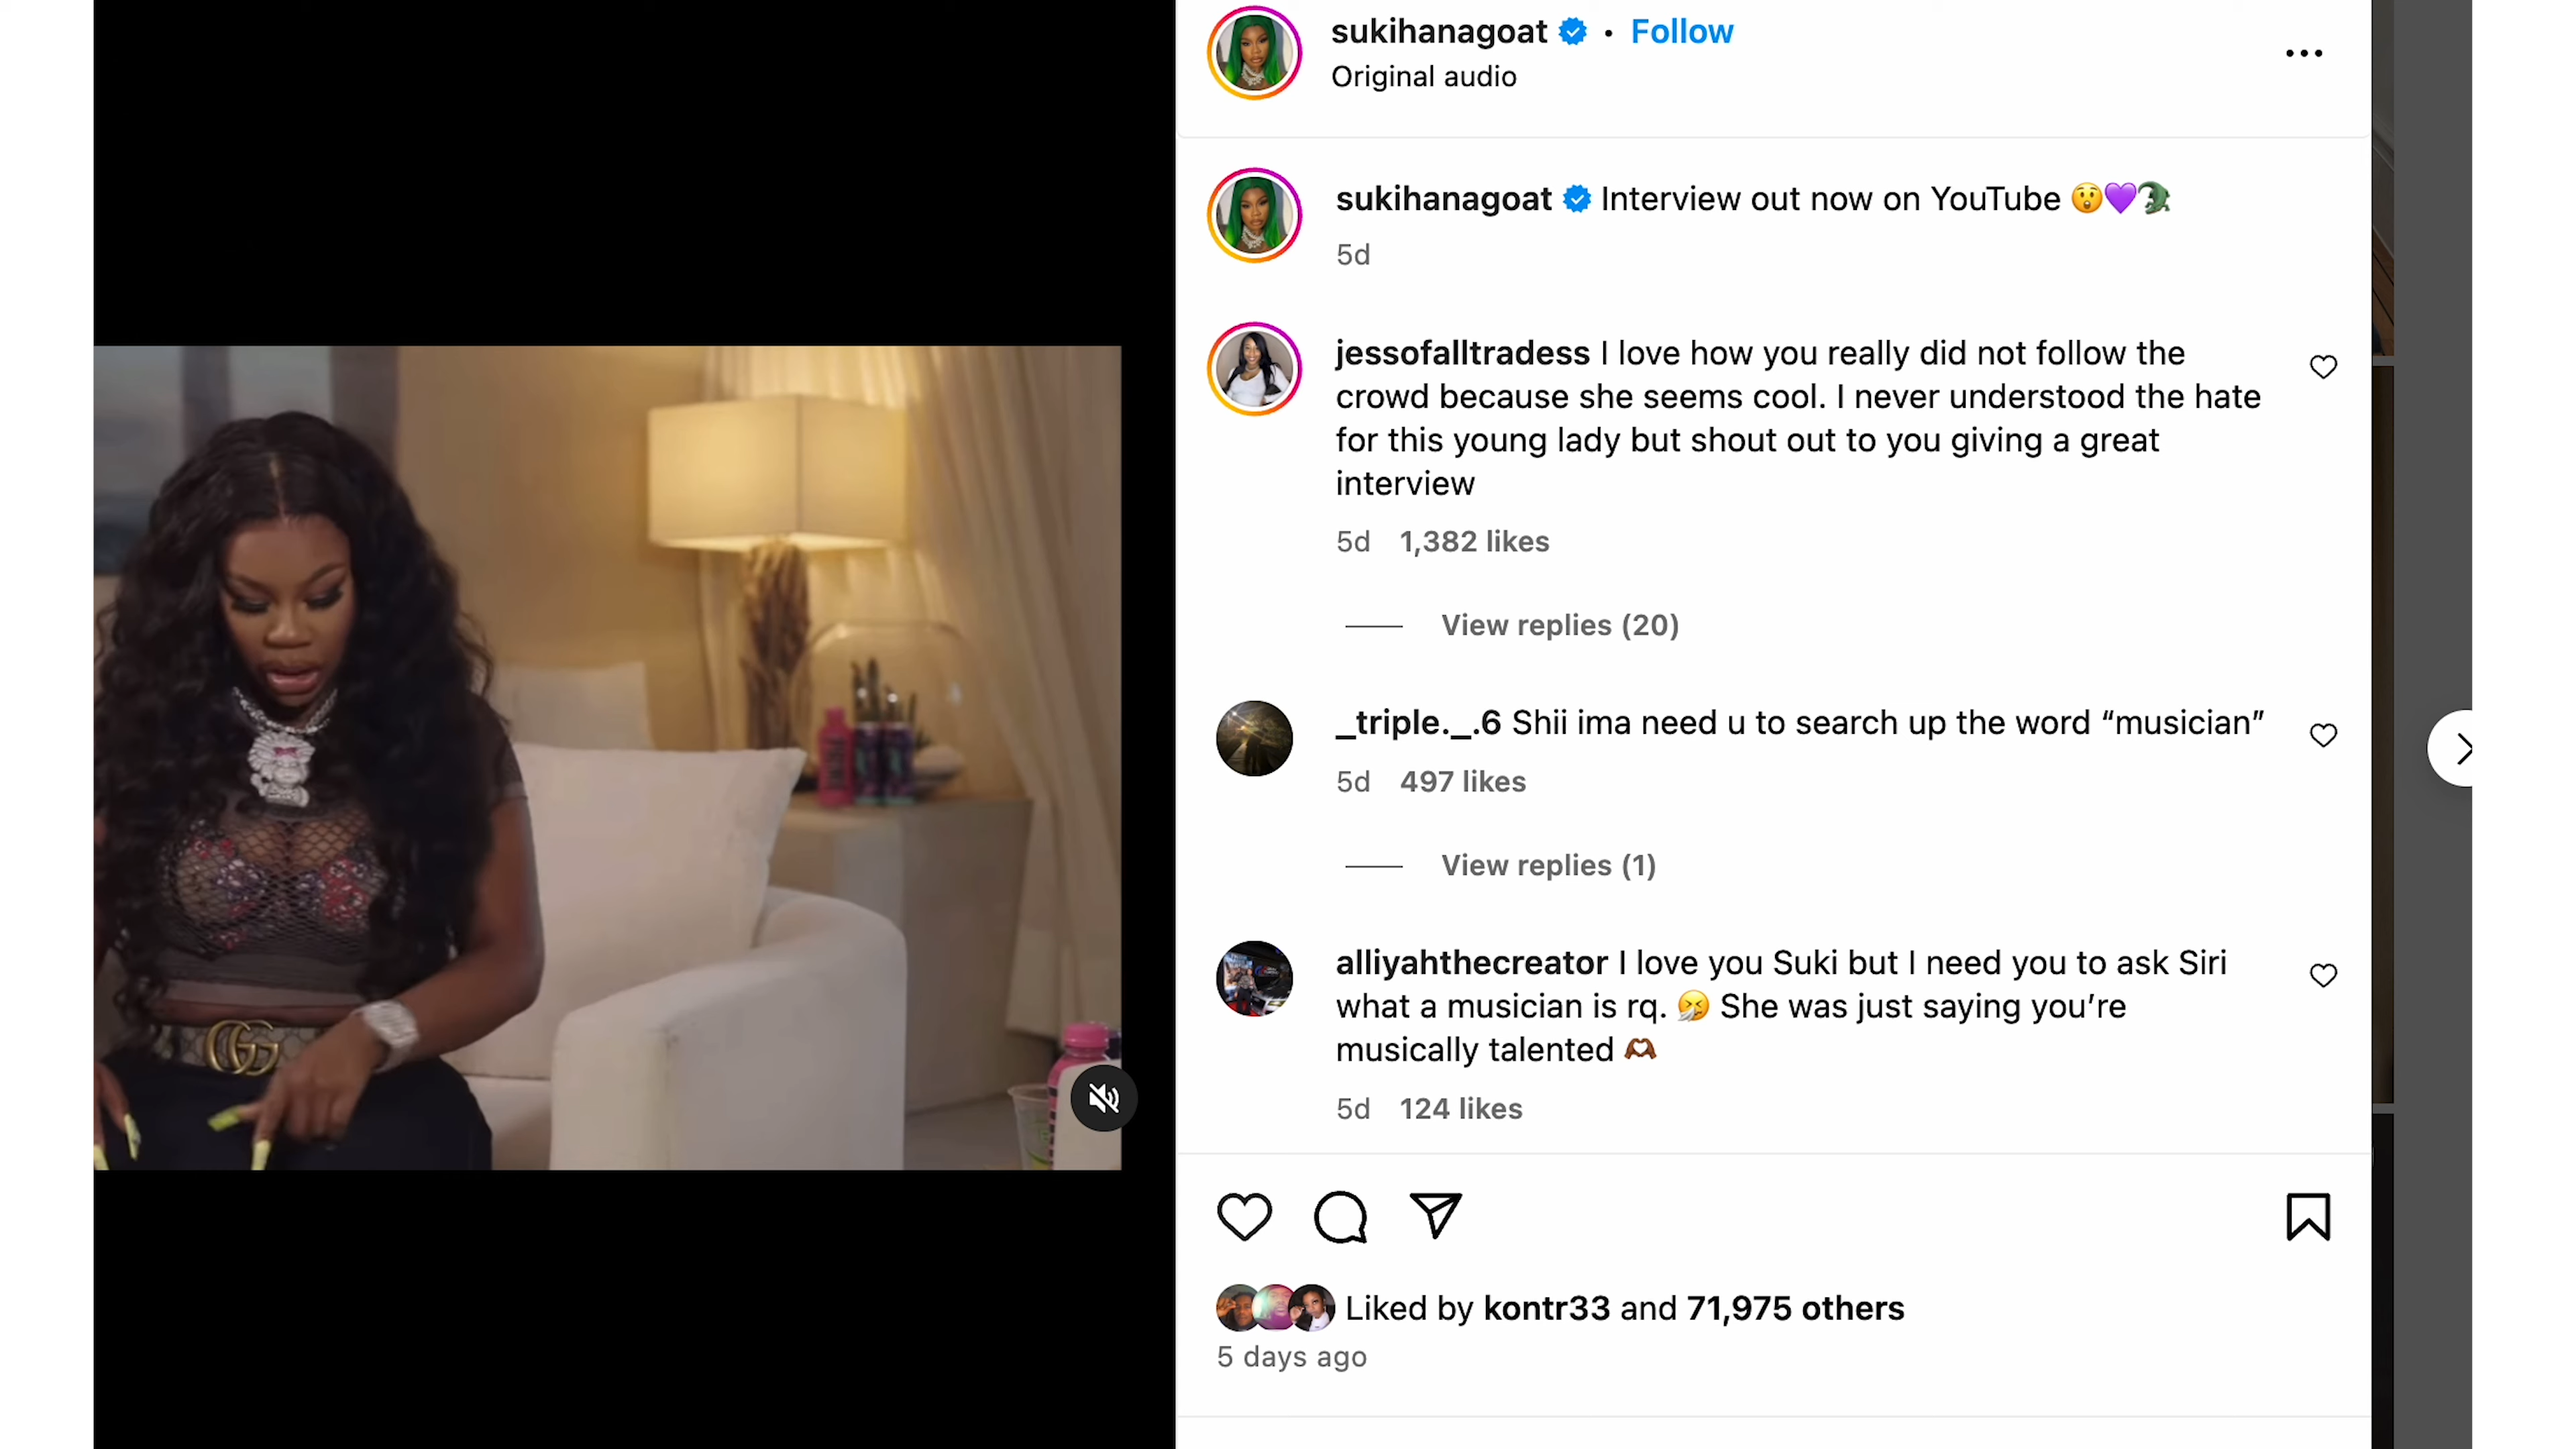 sukihanagoat • Follow
Original audio
sukihanagoat Interview out now on YouTube 😲💜🐊
5d
jessofalltradess I love how you really did not follow the
crowd because she seems cool. I never understood the hate
for this young lady but shout out to you giving a great
interview
5d 1,382 likes
View replies (20)
_triple._.6 Shii ima need u to search up the word “musician”
5d 497 likes
View replies (1)
alliyahthecreator I love you Suki but I need you to ask Siri
what a musician is rq. 🤧 She was just saying you’re
musically talented 🫶🏾
5d 124 likes
Liked by kontr33 and 71,975 others
5 days ago